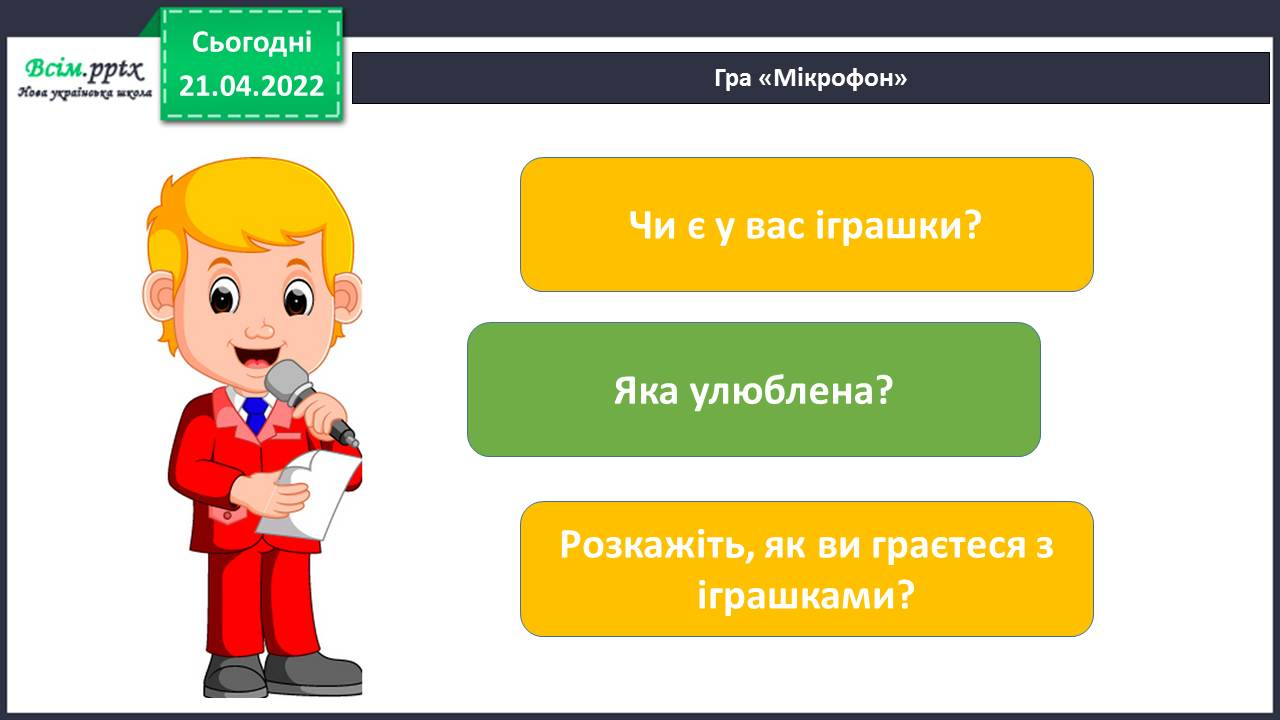 Сьогодні
21.04.2022
Всім.pptx
Нова українська школа
Гра «Мікрофон»
Чи є у вас іграшки?
Яка улюблена?
Розкажіть, як ви граєтеся з
іграшками?